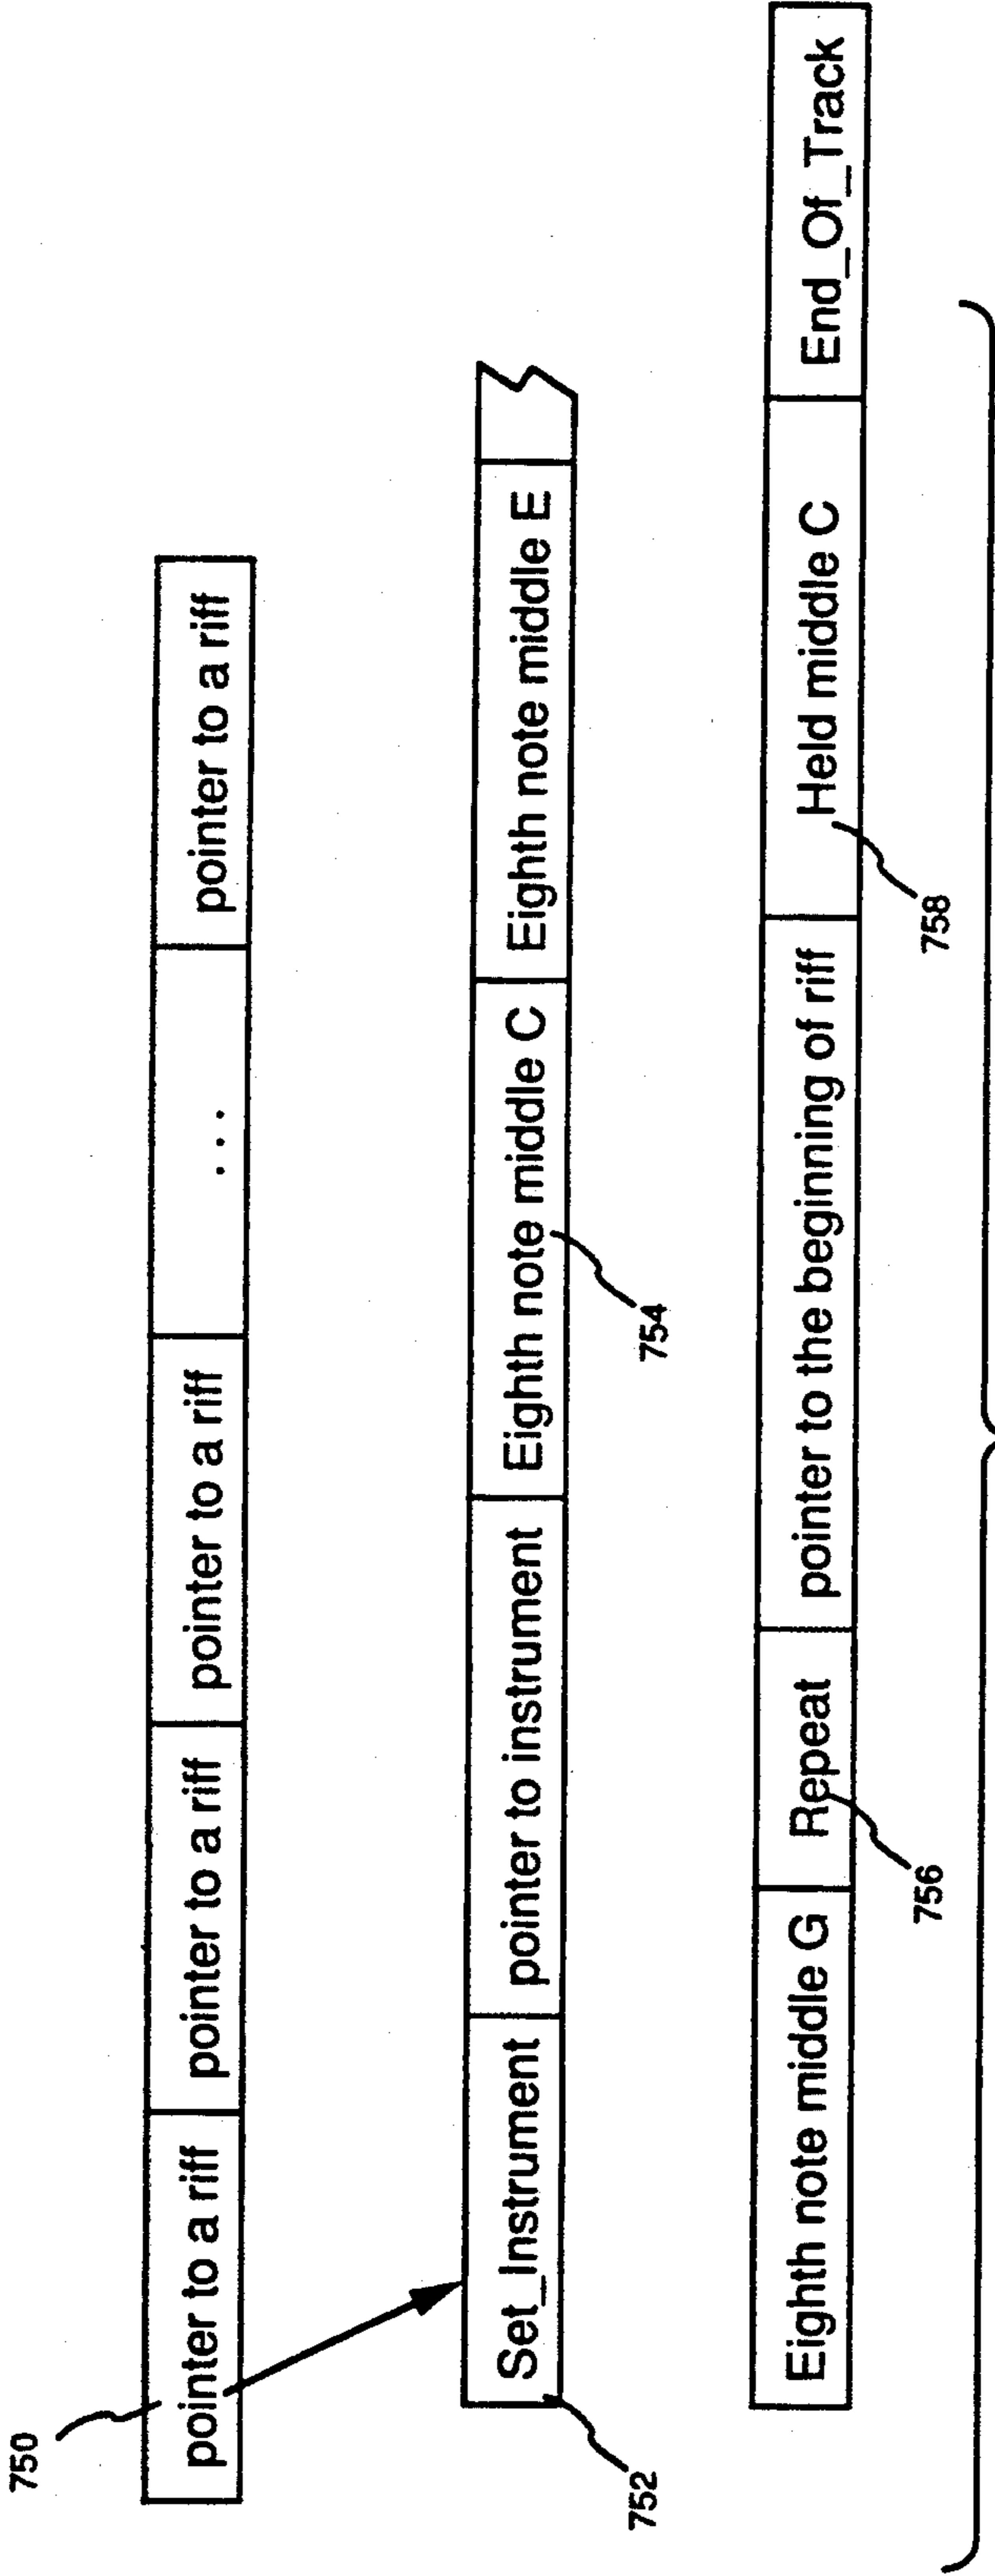 750
pointer to a riff
pointer to a riff
pointer to a riff
...
pointer to a riff
Set_Instrument
pointer to instrument
Eighth note middle C
Eighth note middle E
752
754
Eighth note middle G
Repeat
pointer to the beginning of riff
Held middle C
End_Of_Track
756
758